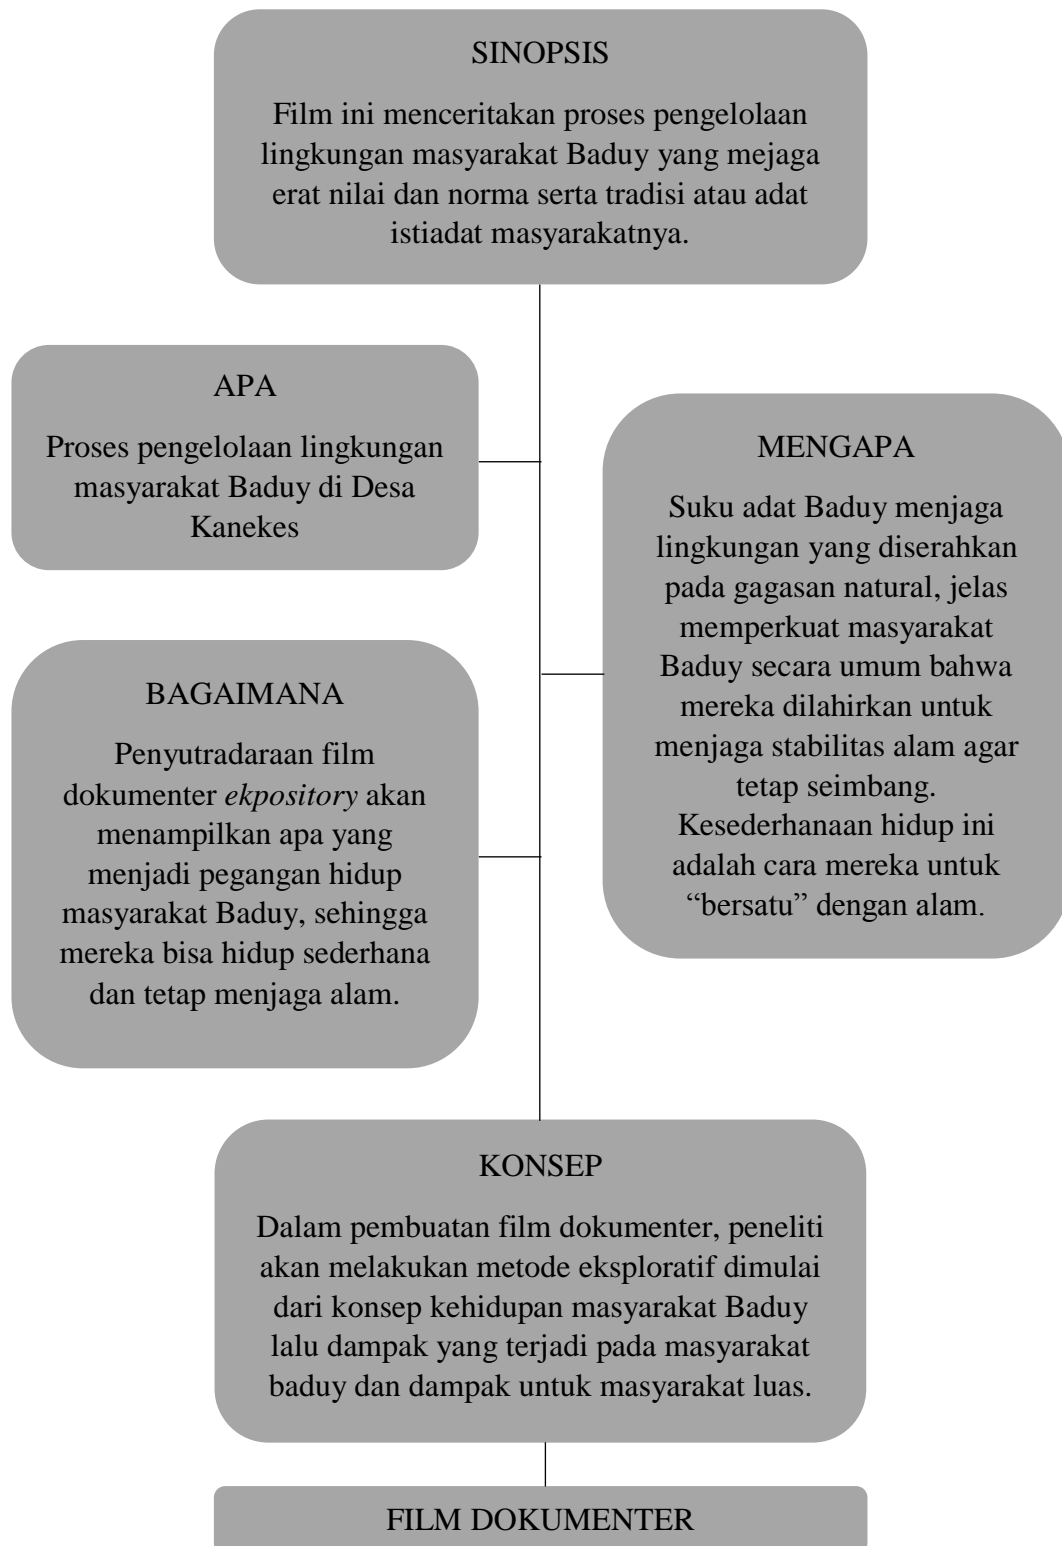 SINOPSIS
Film ini menceritakan proses pengelolaan
lingkungan masyarakat Baduy yang mejaga
erat nilai dan norma serta tradisi atau adat
istiadat masyarakatnya.
APA
Proses pengelolaan lingkungan
masyarakat Baduy di Desa
Kanekes
MENGAPA
Suku adat Baduy menjaga
lingkungan yang diserahkan
pada gagasan natural, jelas
memperkuat masyarakat
Baduy secara umum bahwa
mereka dilahirkan untuk
menjaga stabilitas alam agar
tetap seimbang.
Kesederhanaan hidup ini
adalah cara mereka untuk
“bersatu” dengan alam.
BAGAIMANA
Penyutradaraan film
dokumenter ekpository akan
menampilkan apa yang
menjadi pegangan hidup
masyarakat Baduy, sehingga
mereka bisa hidup sederhana
dan tetap menjaga alam.
KONSEP
Dalam pembuatan film dokumenter, peneliti
akan melakukan metode eksploratif dimulai
dari konsep kehidupan masyarakat Baduy
lalu dampak yang terjadi pada masyarakat
baduy dan dampak untuk masyarakat luas.
FILM DOKUMENTER